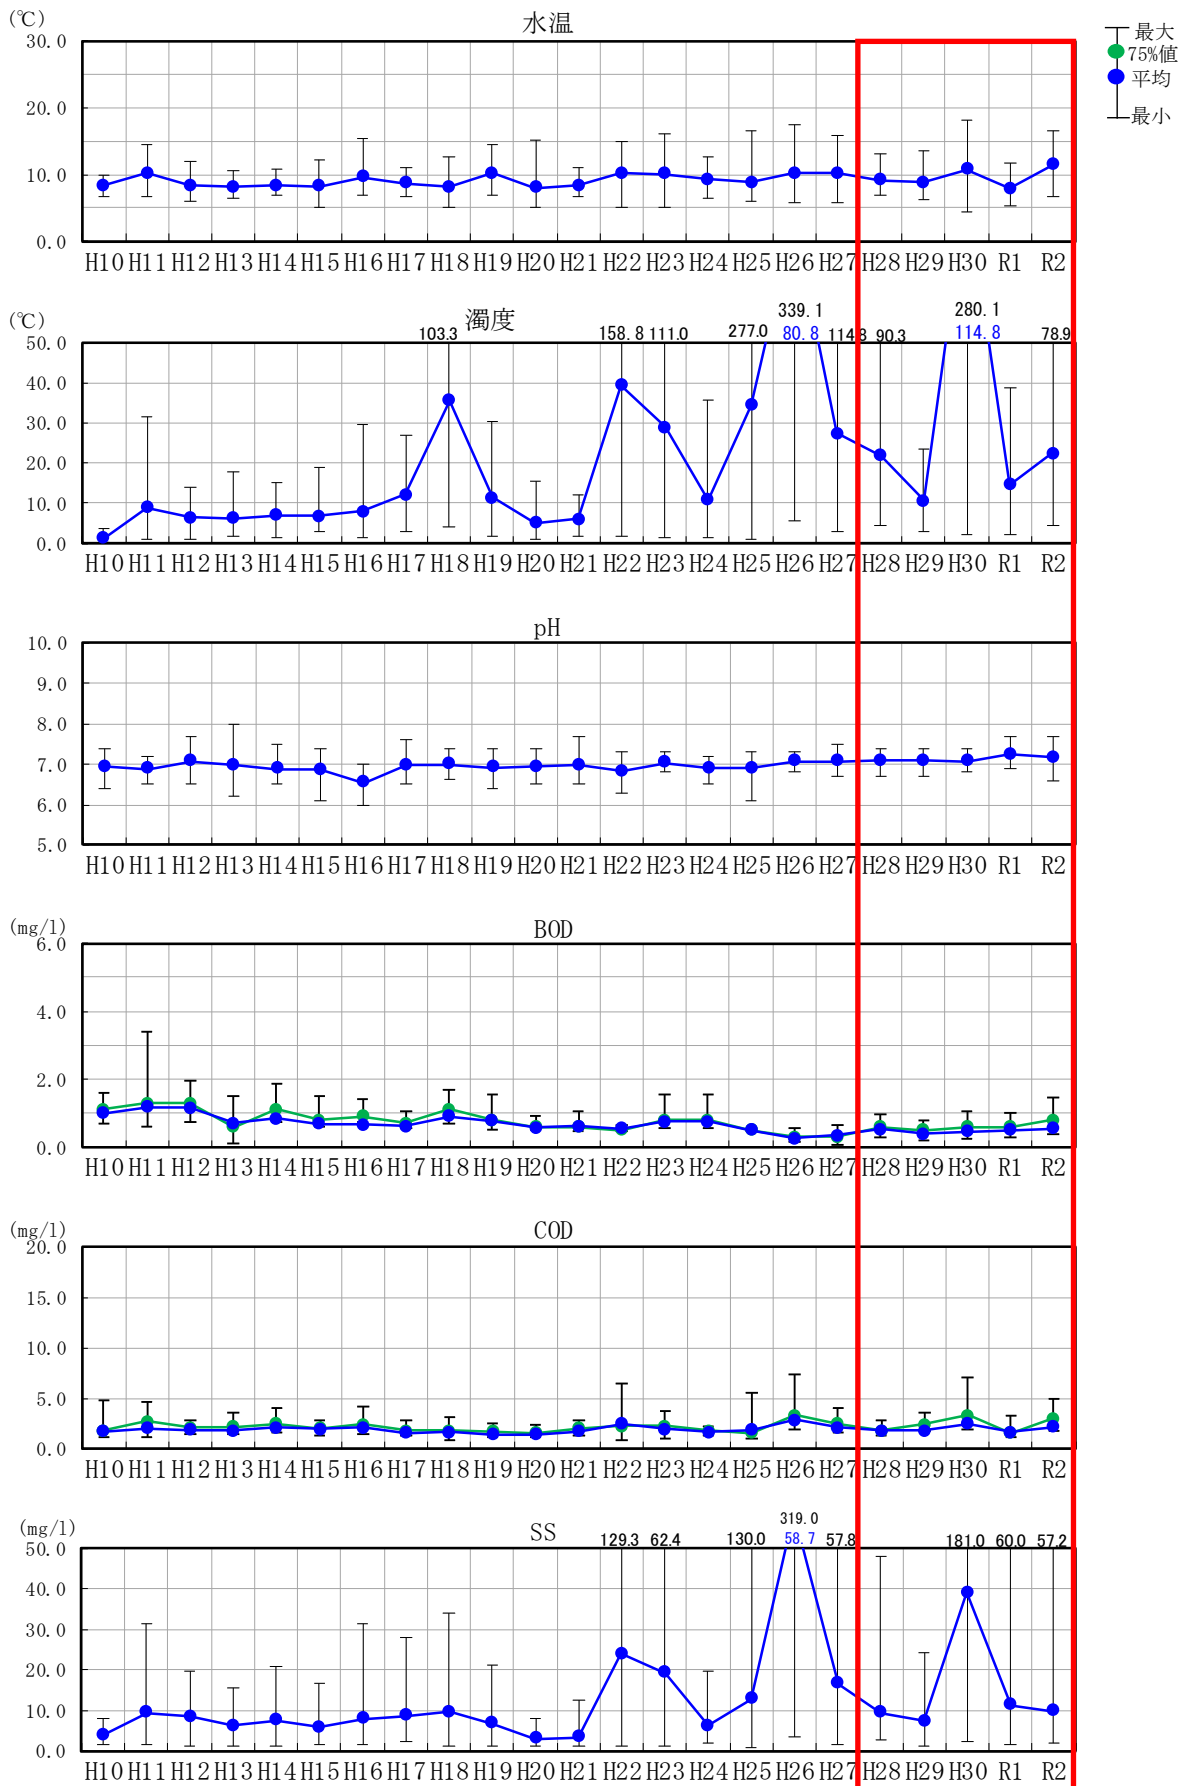 (℃)
水温
最大
75%値
平均
最小
30.0
20.0
10.0
0.0
H10 H11 H12 H13 H14 H15 H16 H17 H18 H19 H20 H21 H22 H23 H24 H25 H26 H27 H28 H29 H30 R1 R2
(℃)
濁度
339.1
280.1
103.3 158.8 111.0 277.0 80.8 114.8 90.3 114.8 78.9
50.0
40.0
30.0
20.0
10.0
0.0
H10 H11 H12 H13 H14 H15 H16 H17 H18 H19 H20 H21 H22 H23 H24 H25 H26 H27 H28 H29 H30 R1 R2
pH
10.0
9.0
8.0
7.0
6.0
5.0
H10 H11 H12 H13 H14 H15 H16 H17 H18 H19 H20 H21 H22 H23 H24 H25 H26 H27 H28 H29 H30 R1 R2
(mg/l)
BOD
6.0
4.0
2.0
0.0
H10 H11 H12 H13 H14 H15 H16 H17 H18 H19 H20 H21 H22 H23 H24 H25 H26 H27 H28 H29 H30 R1 R2
(mg/l)
COD
20.0
15.0
10.0
5.0
0.0
H10 H11 H12 H13 H14 H15 H16 H17 H18 H19 H20 H21 H22 H23 H24 H25 H26 H27 H28 H29 H30 R1 R2
(mg/l)
SS
319.0
129.3 62.4 130.0 58.7 57.8 181.0 60.0 57.2
50.0
40.0
30.0
20.0
10.0
0.0
H10 H11 H12 H13 H14 H15 H16 H17 H18 H19 H20 H21 H22 H23 H24 H25 H26 H27 H28 H29 H30 R1 R2